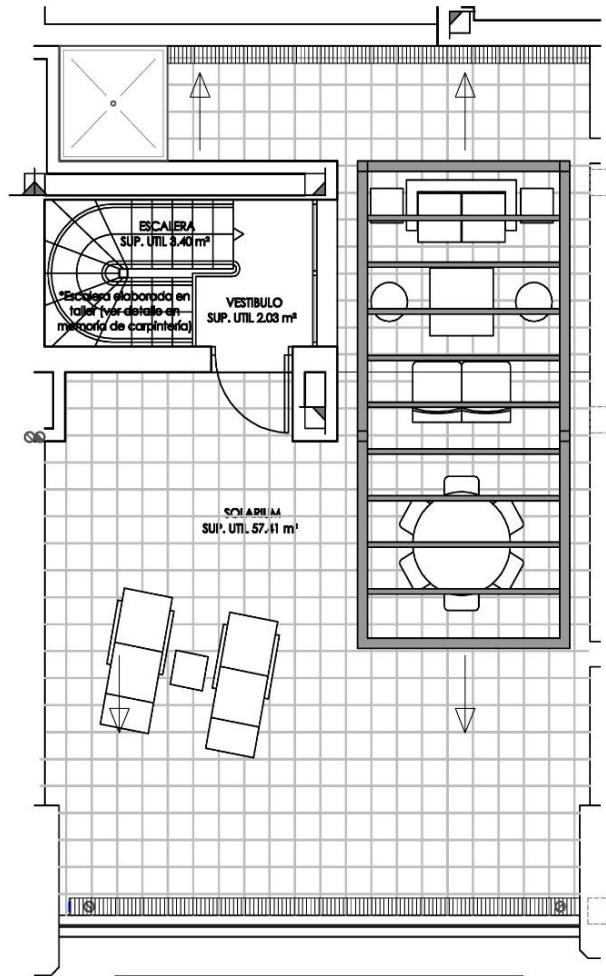 ESCALERA
SUP. UTIL 3.40 m²
*Escalera elaborada en
taller (ver detalle en
memoria de carpintería)
VESTIBULO
SUP. UTIL 2.03 m²
SOLARIUM
SUP. UTIL 57.41 m²